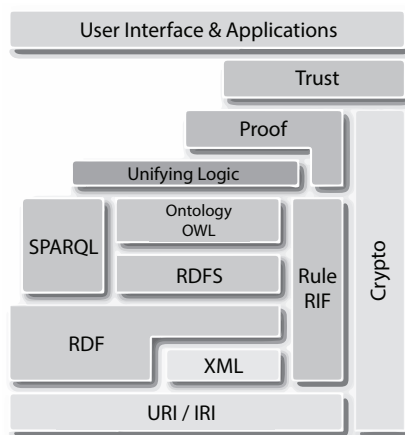 User Interface & Applications
Trust
Proof
Unifying Logic
Ontology
OWL
SPARQL
RDFS
Rule
RIF
Crypto
RDF
XML
URI / IRI